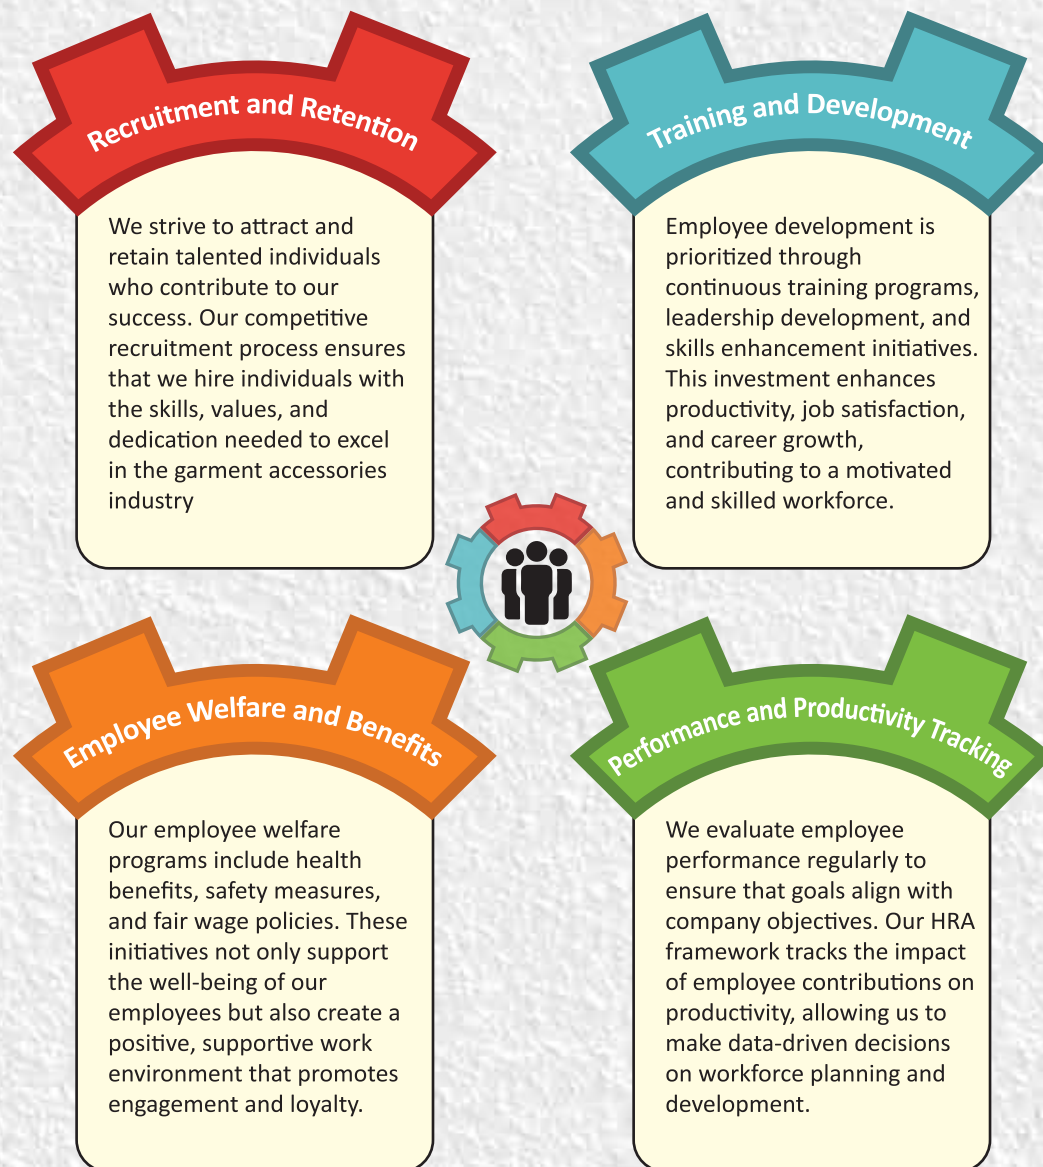 Recruitment and Retention
We strive to attract and
retain talented individuals
who contribute to our
success. Our competitive
recruitment process ensures
that we hire individuals with
the skills, values, and
dedication needed to excel
in the garment accessories
industry
Training and Development
Employee development is
prioritized through
continuous training programs,
leadership development, and
skills enhancement initiatives.
This investment enhances
productivity, job satisfaction,
and career growth,
contributing to a motivated
and skilled workforce.
Employee Welfare and Benefits
Our employee welfare
programs include health
benefits, safety measures,
and fair wage policies. These
initiatives not only support
the well-being of our
employees but also create a
positive, supportive work
environment that promotes
engagement and loyalty.
Performance and Productivity Tracking
We evaluate employee
performance regularly to
ensure that goals align with
company objectives. Our HRA
framework tracks the impact
of employee contributions on
productivity, allowing us to
make data-driven decisions
on workforce planning and
development.